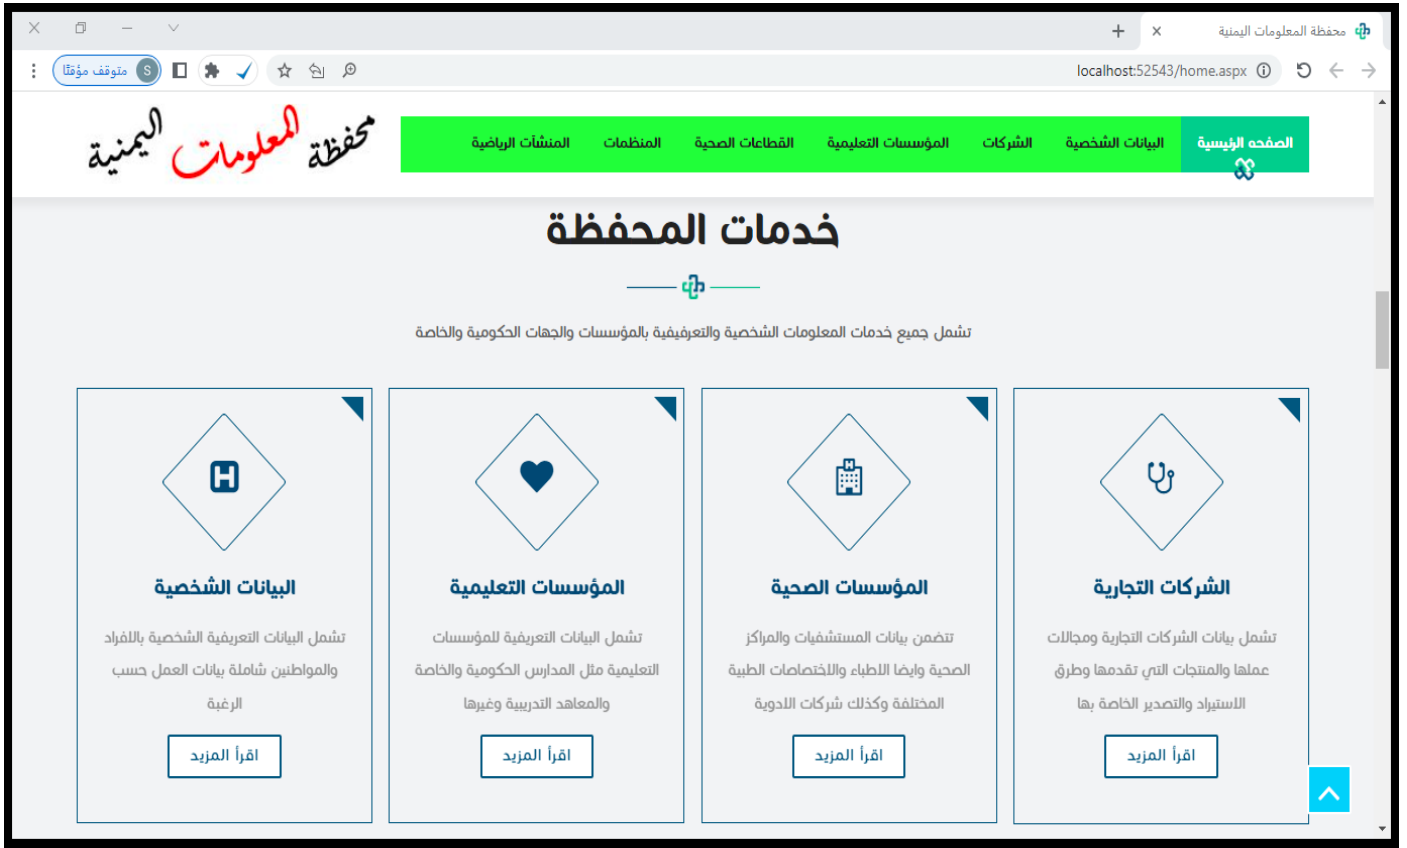 محفظة المعلومات اليمنية
localhost:52543/home.aspx
متوقف مؤقتًا
S
الصفحه الرئيسية
البيانات الشخصية
الشركات
المؤسسات التعليمية
القطاعات الصحية
المنظمات
المنشآت الرياضية
محفظة المعلومات اليمنية
خدمات المحفظة
تشمل جميع خدمات المعلومات الشخصية والتعرفيفية بالمؤسسات والجهات الحكومية والخاصة
الشركات التجارية
تشمل بيانات الشركات التجارية ومجالات
عملها والمنتجات التي تقدمها وطرق
الاستيراد والتصدير الخاصة بها
اقرأ المزيد
المؤسسات الصحية
تتضمن بيانات المستشفيات والمراكز
الصحية وايضا الاطباء والاختصاصات الطبية
المختلفة وكذلك شركات الادوية
اقرأ المزيد
المؤسسات التعليمية
تشمل البيانات التعريفية للمؤسسات
التعليمية مثل المدارس الحكومية والخاصة
والمعاهد التدريبية وغيرها
اقرأ المزيد
H
البيانات الشخصية
تشمل البيانات التعريفية الشخصية بالافراد
والمواطنين شاملة بيانات العمل حسب
الرغبة
اقرأ المزيد